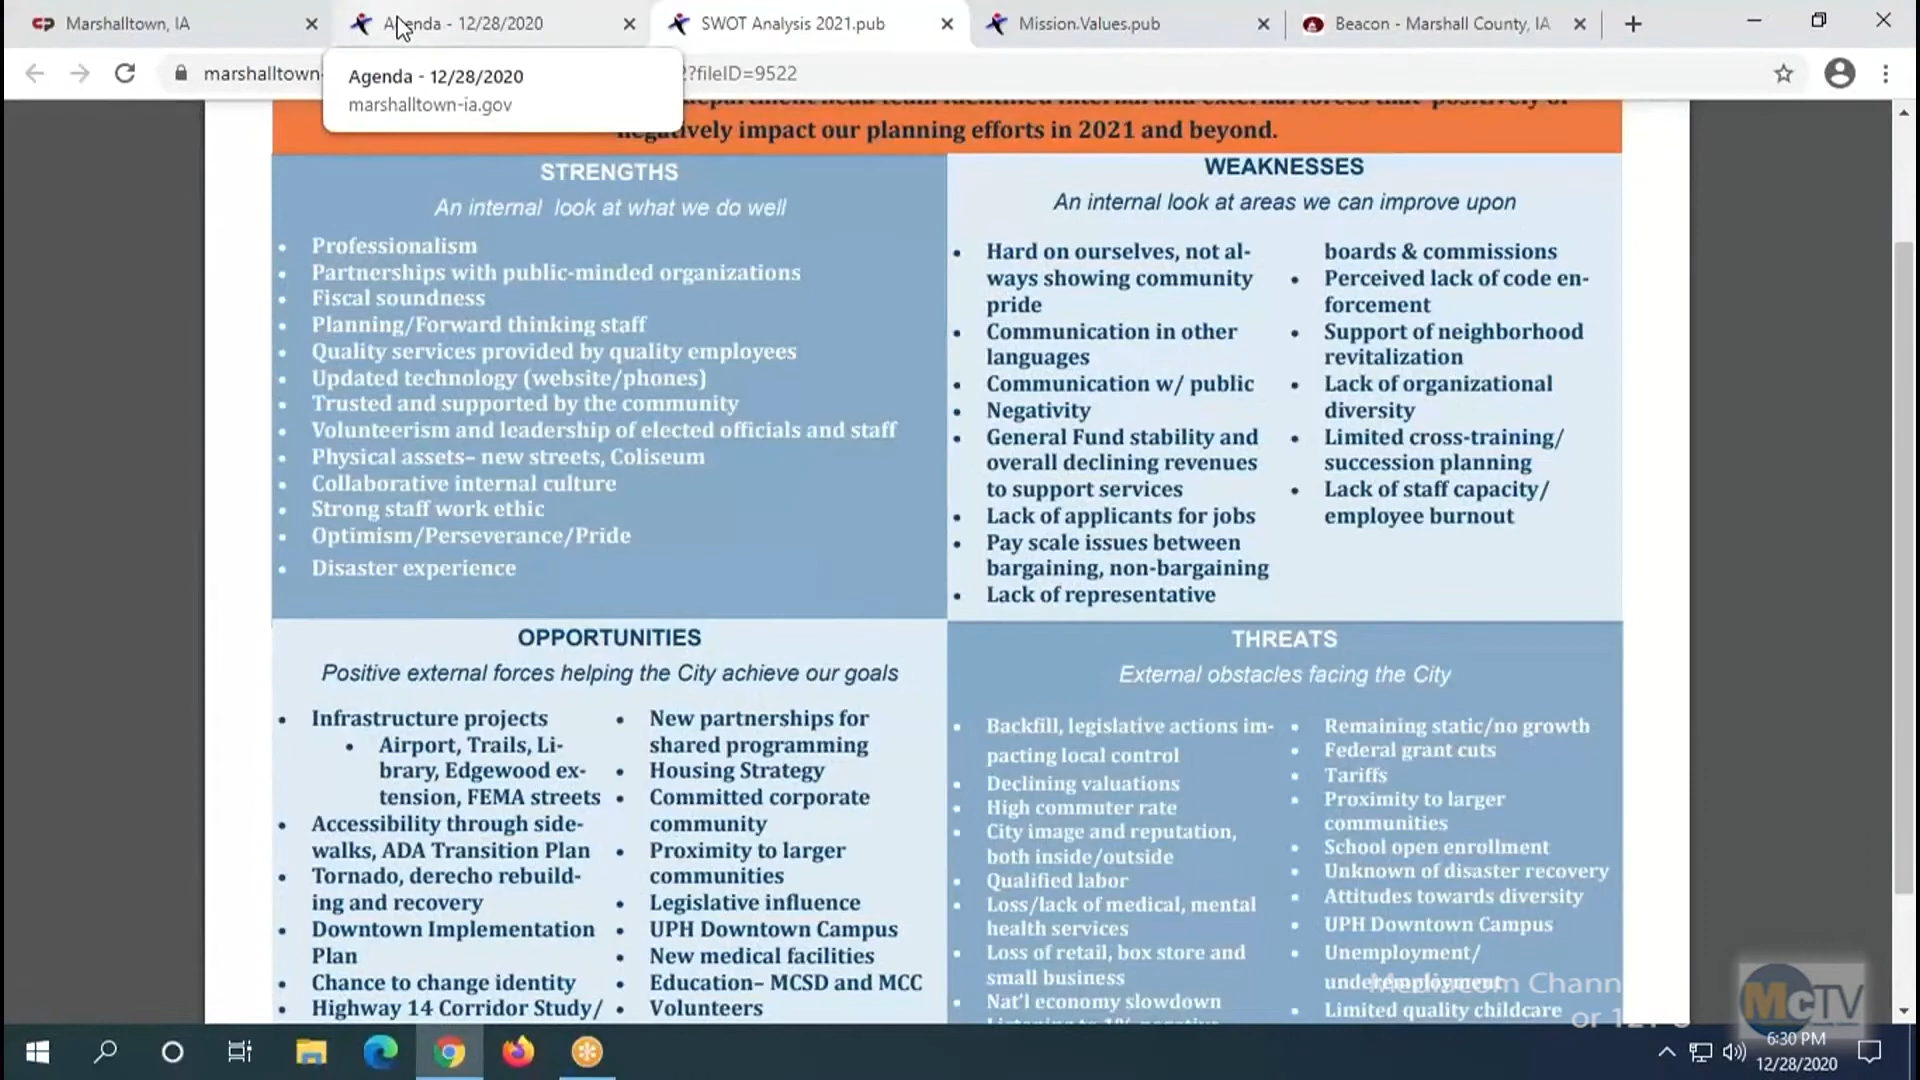 Marshalltown, IA
Agenda - 12/28/2020
SWOT Analysis 2021.pub
Mission.Values.pub
Beacon - Marshall County, IA
marshalltown-
?fileID=9522
Agenda - 12/28/2020
marshalltown-ia.gov
negatively impact our planning efforts in 2021 and beyond.
STRENGTHS
An internal look at what we do well
• Professionalism
• Partnerships with public-minded organizations
• Fiscal soundness
• Planning/Forward thinking staff
• Quality services provided by quality employees
• Updated technology (website/phones)
• Trusted and supported by the community
• Volunteerism and leadership of elected officials and staff
• Physical assets– new streets, Coliseum
• Collaborative internal culture
• Strong staff work ethic
• Optimism/Perseverance/Pride
• Disaster experience
WEAKNESSES
An internal look at areas we can improve upon
• Hard on ourselves, not al-
ways showing community
pride
• Communication in other
languages
• Communication w/ public
• Negativity
• General Fund stability and
overall declining revenues
to support services
• Lack of applicants for jobs
• Pay scale issues between
bargaining, non-bargaining
• Lack of representative
boards & commissions
• Perceived lack of code en-
forcement
• Support of neighborhood
revitalization
• Lack of organizational
diversity
• Limited cross-training/
succession planning
• Lack of staff capacity/
employee burnout
OPPORTUNITIES
Positive external forces helping the City achieve our goals
• Infrastructure projects
• Airport, Trails, Li-
brary, Edgewood ex-
tension, FEMA streets
• Accessibility through side-
walks, ADA Transition Plan
• Tornado, derecho rebuild-
ing and recovery
• Downtown Implementation
Plan
• Chance to change identity
• Highway 14 Corridor Study/
• New partnerships for
shared programming
• Housing Strategy
• Committed corporate
community
• Proximity to larger
communities
• Legislative influence
• UPH Downtown Campus
• New medical facilities
• Education– MCSD and MCC
• Volunteers
THREATS
External obstacles facing the City
• Backfill, legislative actions im-
pacting local control
• Declining valuations
• High commuter rate
• City image and reputation,
both inside/outside
• Qualified labor
• Loss/lack of medical, mental
health services
• Loss of retail, box store and
small business
• Nat'l economy slowdown
• Remaining static/no growth
• Federal grant cuts
• Tariffs
• Proximity to larger
communities
• School open enrollment
• Unknown of disaster recovery
• Attitudes towards diversity
• UPH Downtown Campus
• Unemployment/
underemployment
• Limited quality childcare
Mediacom Chann
MCTV
6:30 PM
12/28/2020